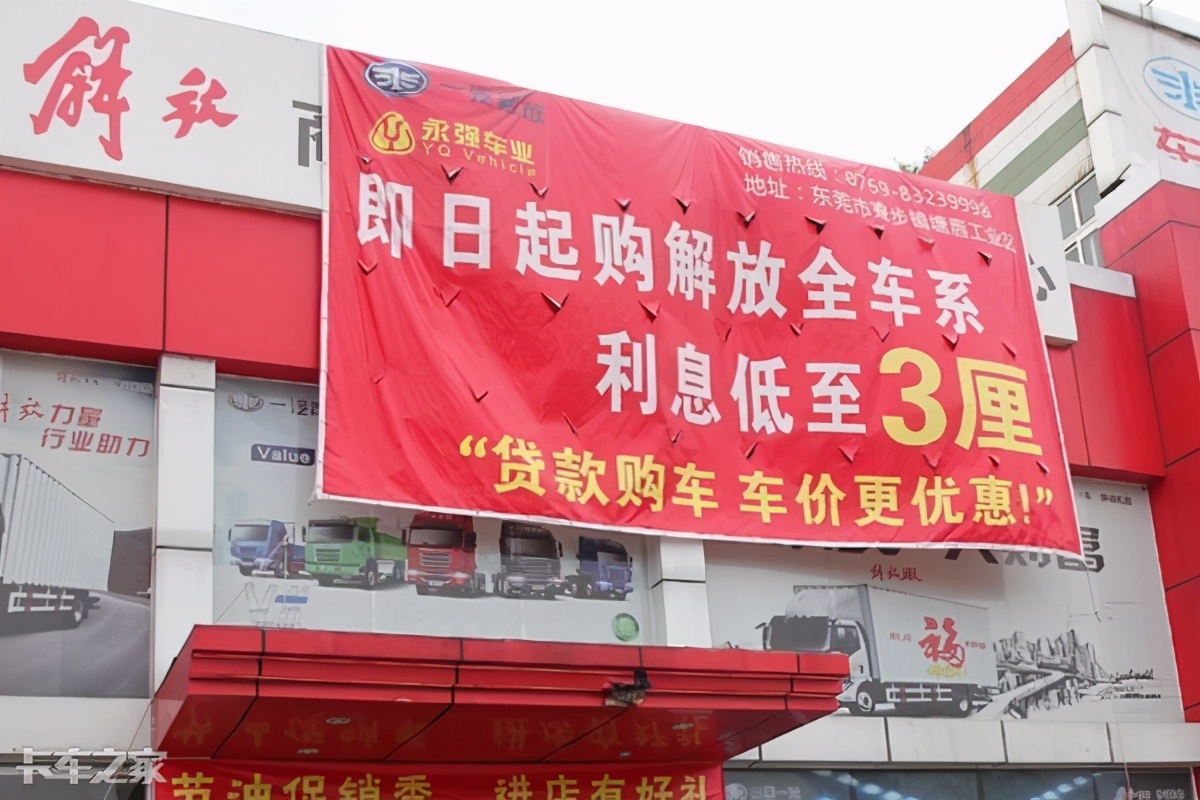 解放
永强车业
YQ Vehicle
销售热线：0769-83239998
地址：东莞市寮步镇塘西工业区
即日起购解放全车系
利息低至3厘
“贷款购车 车价更优惠！”
解放力量
行业助力
Value
福
卡车之家
节油促销季 进店有好礼